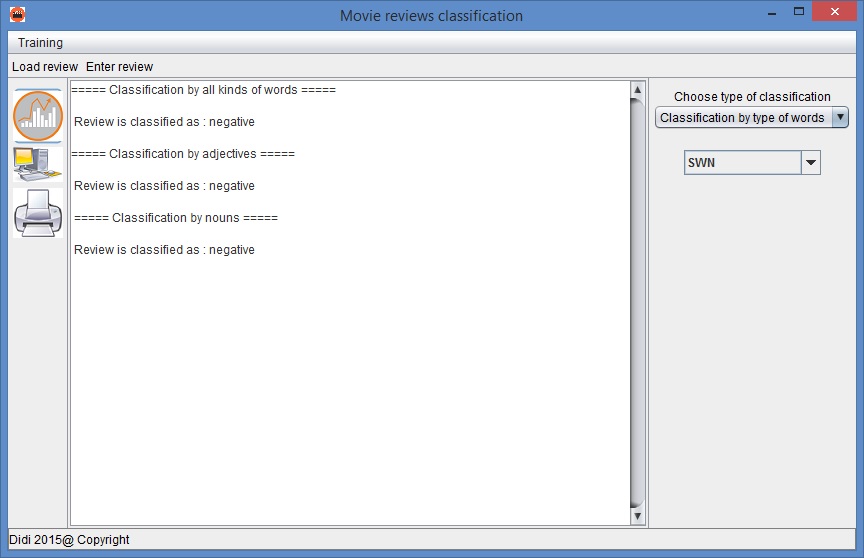 Movie reviews classification
Training
Load review Enter review
===== Classification by all kinds of words =====
Review is classified as : negative
===== Classification by adjectives =====
Review is classified as : negative
===== Classification by nouns =====
Review is classified as : negative
Choose type of classification
Classification by type of words
SWN
Didi 2015@ Copyright